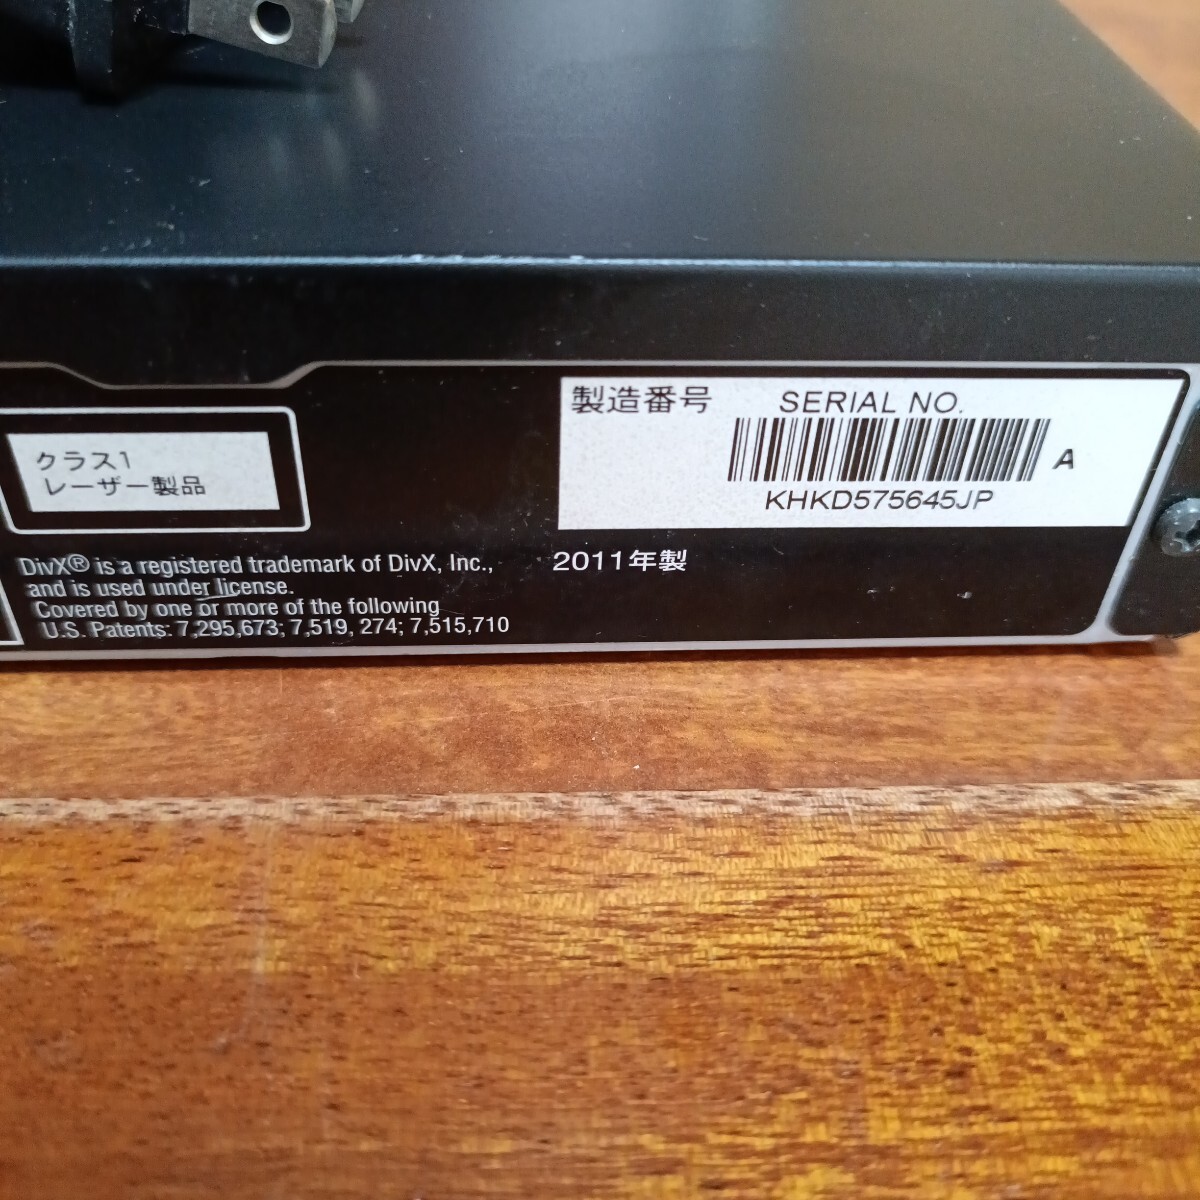 クラス1
レーザー製品
製造番号 SERIAL NO.
A
KHKD575645JP
DivX® is a registered trademark of DivX, Inc.,
and is used under license.
Covered by one or more of the following
U.S. Patents: 7,295,673; 7,519, 274; 7,515,710
2011年製